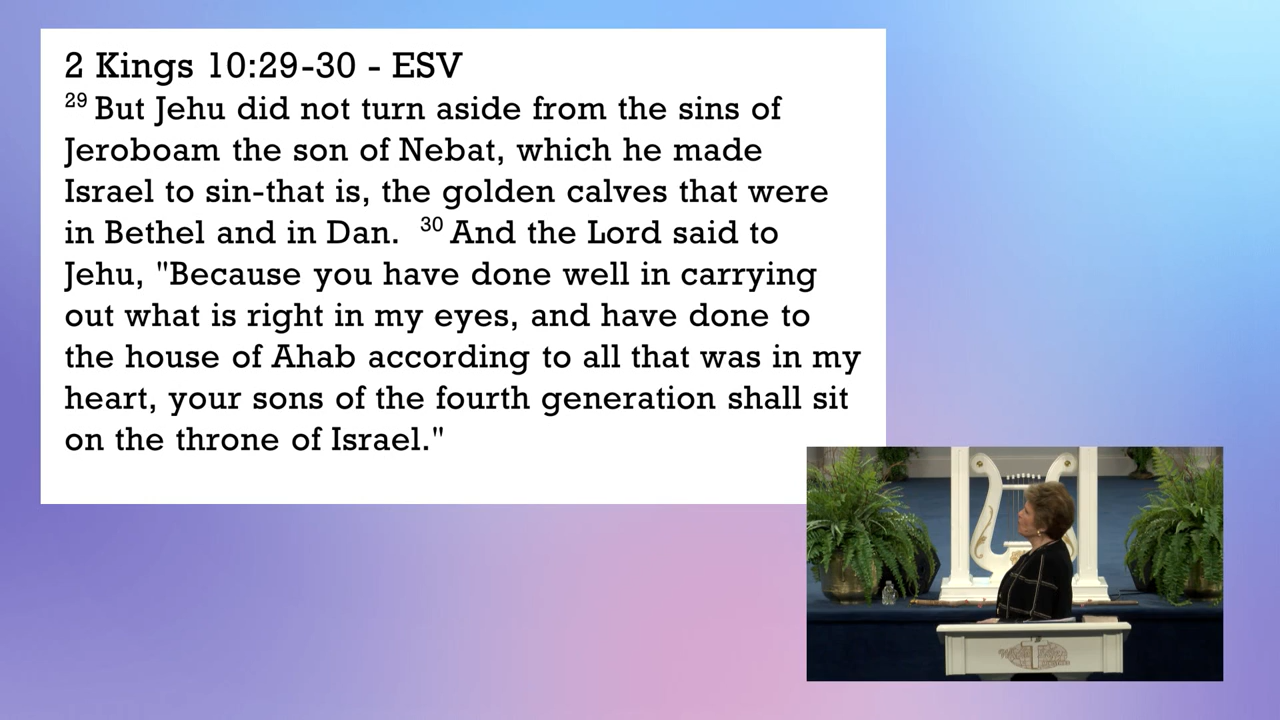 2 Kings 10:29-30 - ESV
29 But Jehu did not turn aside from the sins of
Jeroboam the son of Nebat, which he made
Israel to sin-that is, the golden calves that were
in Bethel and in Dan. 30 And the Lord said to
Jehu, "Because you have done well in carrying
out what is right in my eyes, and have done to
the house of Ahab according to all that was in my
heart, your sons of the fourth generation shall sit
on the throne of Israel."